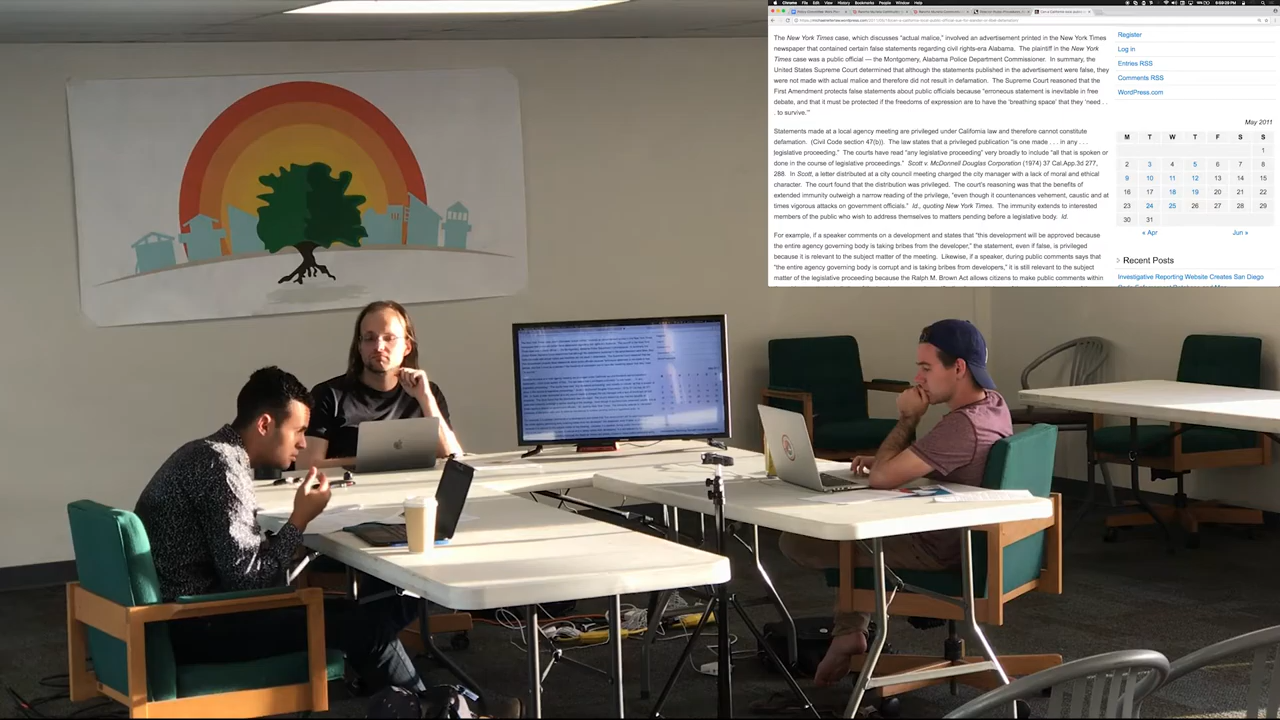 Chrome File Edit View History Bookmarks People Window Help
The New York Times case, which discusses "actual malice," involved an advertisement printed in the New York Times
newspaper that contained certain false statements regarding civil rights-era Alabama. The plaintiff in the New York
Times case was a public official — the Montgomery, Alabama Police Department Commissioner. In summary, the
United States Supreme Court determined that although the statements published in the advertisement were false, they
were not made with actual malice and therefore did not result in defamation. The Supreme Court reasoned that the
First Amendment protects false statements about public officials because "erroneous statement is inevitable in free
debate, and that it must be protected if the freedoms of expression are to have the 'breathing space' that they 'need . .
. to survive.'"
Statements made at a local agency meeting are privileged under California law and therefore cannot constitute
defamation. (Civil Code section 47(b)). The law states that a privileged publication "is one made . . . in any . . .
legislative proceeding." The courts have read "any legislative proceeding" very broadly to include "all that is spoken or
done in the course of legislative proceedings." Scott v. McDonnell Douglas Corporation (1974) 37 Cal.App.3d 277,
288. In Scott, a letter distributed at a city council meeting charged the city manager with a lack of moral and ethical
character. The court found that the distribution was privileged. The court's reasoning was that the benefits of
extended immunity outweigh a narrow reading of the privilege, "even though it countenances vehement, caustic and at
times vigorous attacks on government officials." Id., quoting New York Times. The immunity extends to interested
members of the public who wish to address themselves to matters pending before a legislative body. Id.
For example, if a speaker comments on a development and states that "this development will be approved because
the entire agency governing body is taking bribes from the developer," the statement, even if false, is privileged
because it is relevant to the subject matter of the meeting. Likewise, if a speaker, during public comments says that
"the entire agency governing body is corrupt and is taking bribes from developers," it is still relevant to the subject
matter of the legislative proceeding because the Ralph M. Brown Act allows citizens to make public comments within
Register
Log in
Entries RSS
Comments RSS
WordPress.com
May 2011
M T W T F S S
1
2 3 4 5 6 7 8
9 10 11 12 13 14 15
16 17 18 19 20 21 22
23 24 25 26 27 28 29
30 31
« Apr Jun »
Recent Posts
Investigative Reporting Website Creates San Diego